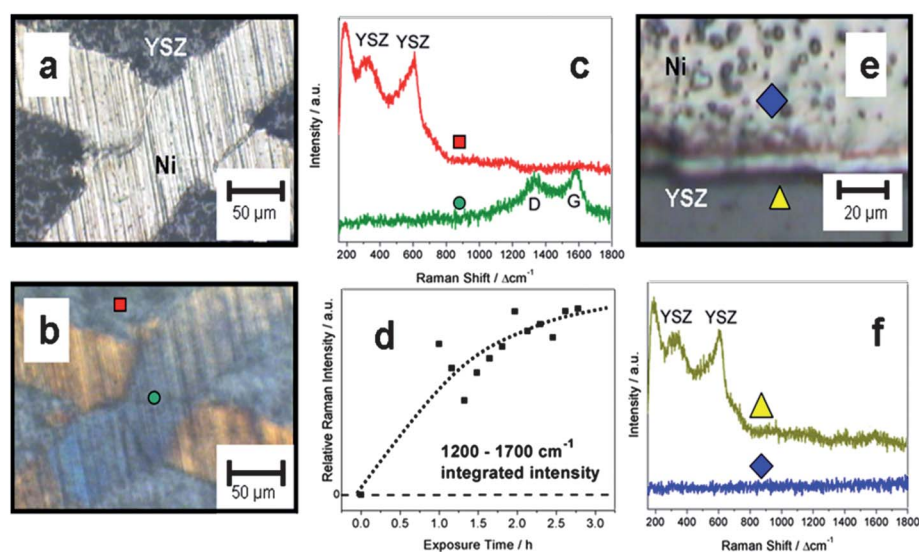 a
YSZ
Ni
50 µm
b
50 µm
c
YSZ YSZ
D G
Intensity / a.u.
200 400 600 800 1000 1200 1400 1600 1800
Raman Shift / Δcm⁻¹
d
1200 - 1700 cm⁻¹
integrated intensity
Relative Raman Intensity / a.u.
0
0.0 0.5 1.0 1.5 2.0 2.5 3.0
Exposure Time / h
e
Ni
YSZ
20 µm
f
YSZ YSZ
Intensity / a.u.
200 400 600 800 1000 1200 1400 1600 1800
Raman Shift / Δcm⁻¹